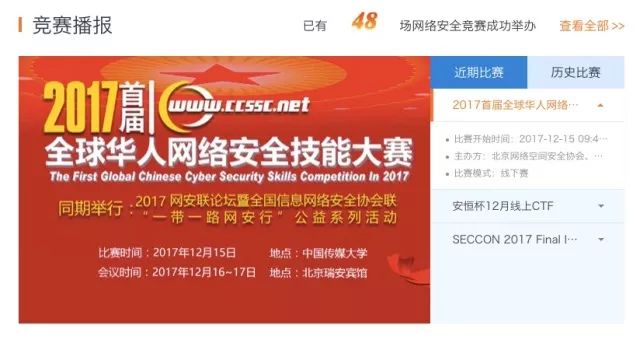 竞赛播报
已有 48 场网络安全竞赛成功举办 查看全部 >>
2017首届 www.ccssc.net
全球华人网络安全技能大赛
The First Global Chinese Cyber Security Skills Competition In 2017
同期举行：2017 网安联论坛暨全国信息网络安全协会联
“一带一路网安行”公益系列活动
比赛时间：2017年12月15日 地点：中国传媒大学
会议时间：2017年12月16~17日 地点：北京瑞安宾馆
近期比赛 历史比赛
2017首届全球华人网络···
比赛开始时间：2017-12-15 09:4···
主办方：北京网络空间安全协会、···
比赛模式：线下赛
安恒杯12月线上CTF
SECCON 2017 Final I···